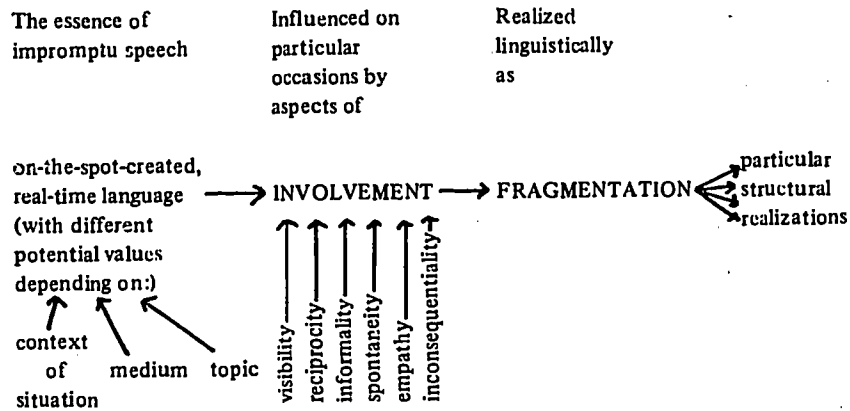 The essence of
impromptu speech
Influenced on
particular
occasions by
aspects of
Realized
linguistically
as
on-the-spot-created,
real-time language
(with different
potential values
depending on:)
INVOLVEMENT
FRAGMENTATION
particular
structural
realizations
context
of
situation
medium
topic
visibility
reciprocity
informality
spontaneity
empathy
inconsequentiality